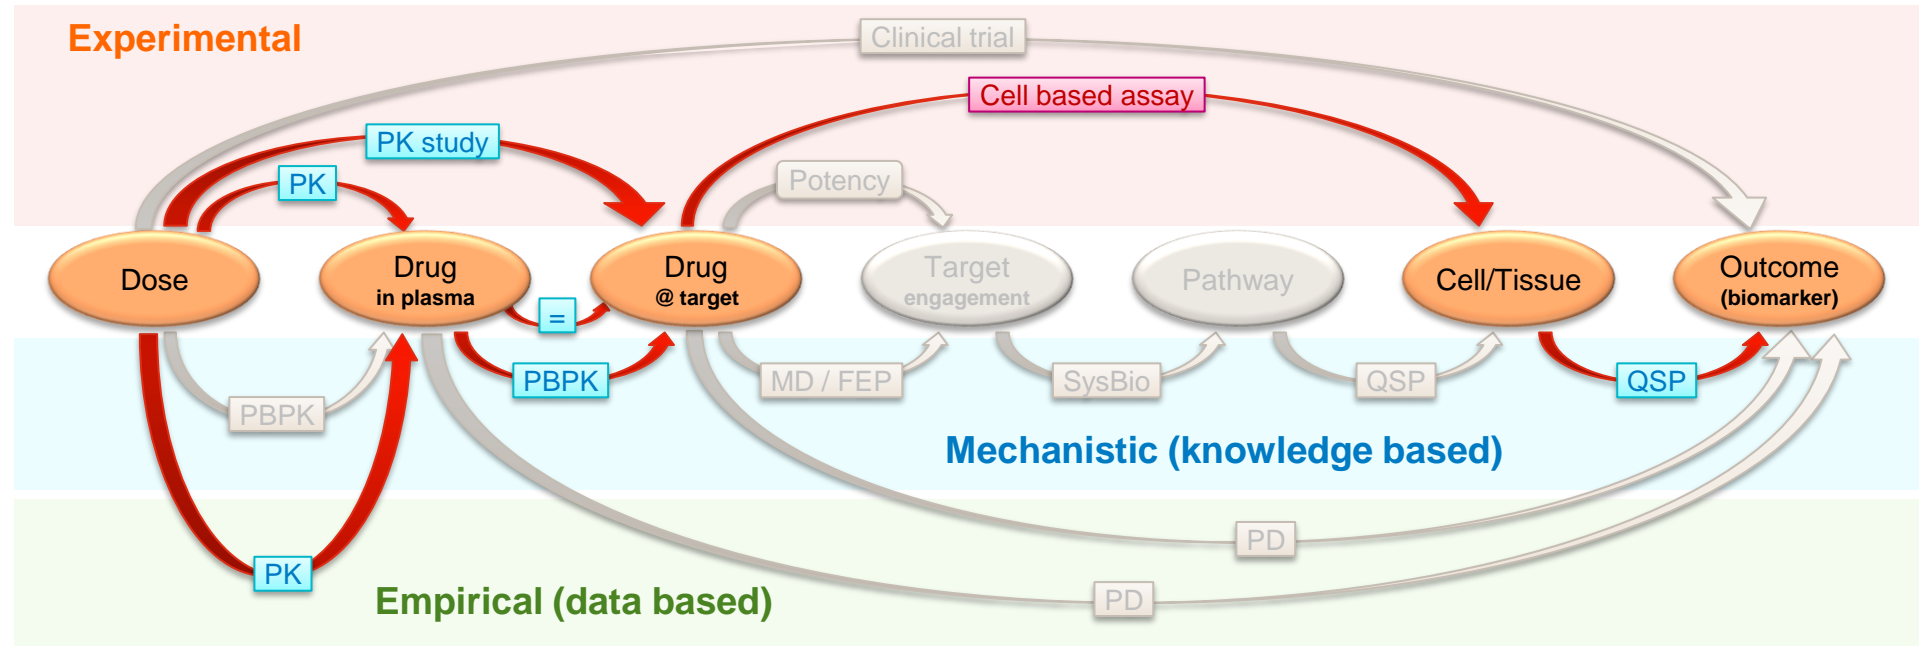 Experimental
Clinical trial
Cell based assay
PK study
PK
Potency
Dose
Drug
in plasma
Drug
@ target
Target
engagement
Pathway
Cell/Tissue
Outcome
(biomarker)
=
PBPK
PBPK
MD / FEP
SysBio
QSP
QSP
Mechanistic (knowledge based)
PD
PK
Empirical (data based)
PD